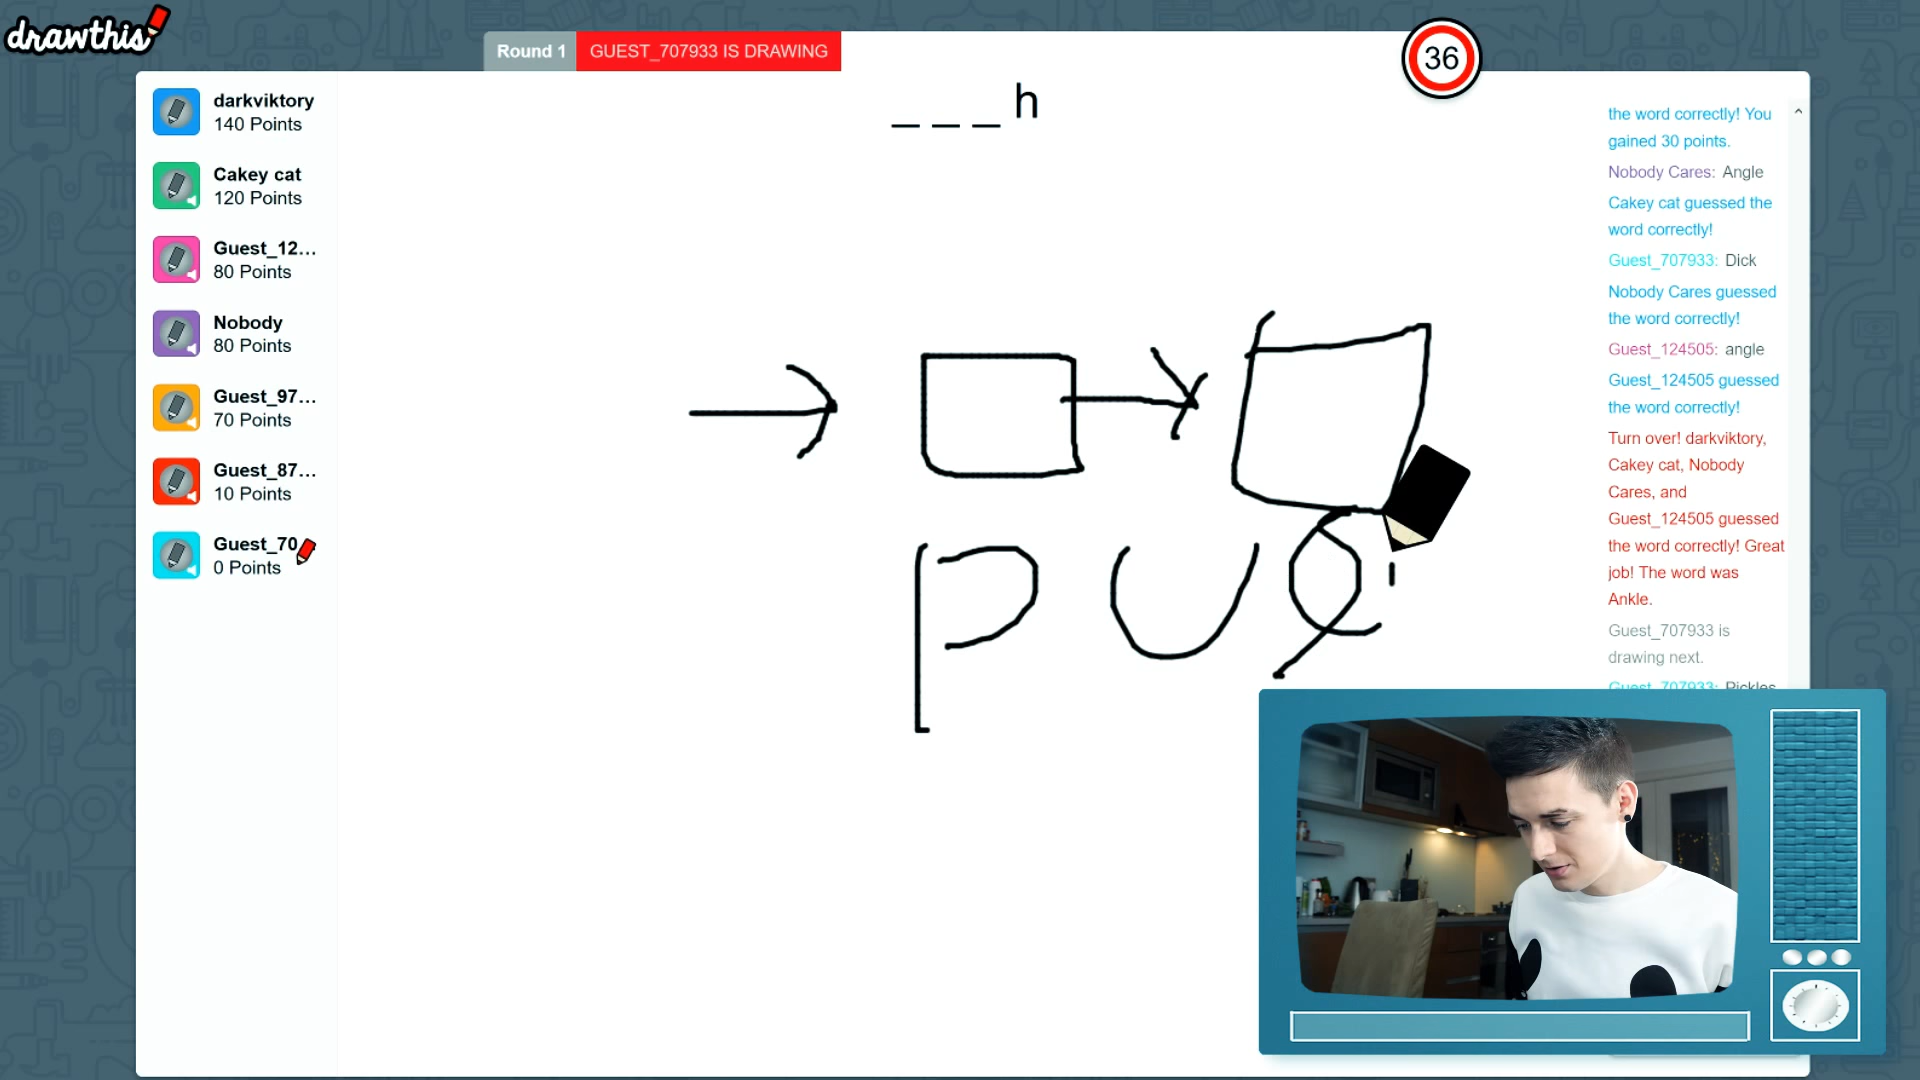 drawthis
Round 1 GUEST_707933 IS DRAWING
36
_ _ _ h
darkviktory
140 Points
Cakey cat
120 Points
Guest_12...
80 Points
Nobody
80 Points
Guest_97...
70 Points
Guest_87...
10 Points
Guest_70
0 Points
PU
the word correctly! You
gained 30 points.
Nobody Cares: Angle
Cakey cat guessed the
word correctly!
Guest_707933: Dick
Nobody Cares guessed
the word correctly!
Guest_124505: angle
Guest_124505 guessed
the word correctly!
Turn over! darkviktory,
Cakey cat, Nobody
Cares, and
Guest_124505 guessed
the word correctly! Great
job! The word was
Ankle.
Guest_707933 is
drawing next.
Guest_707933: Pickles